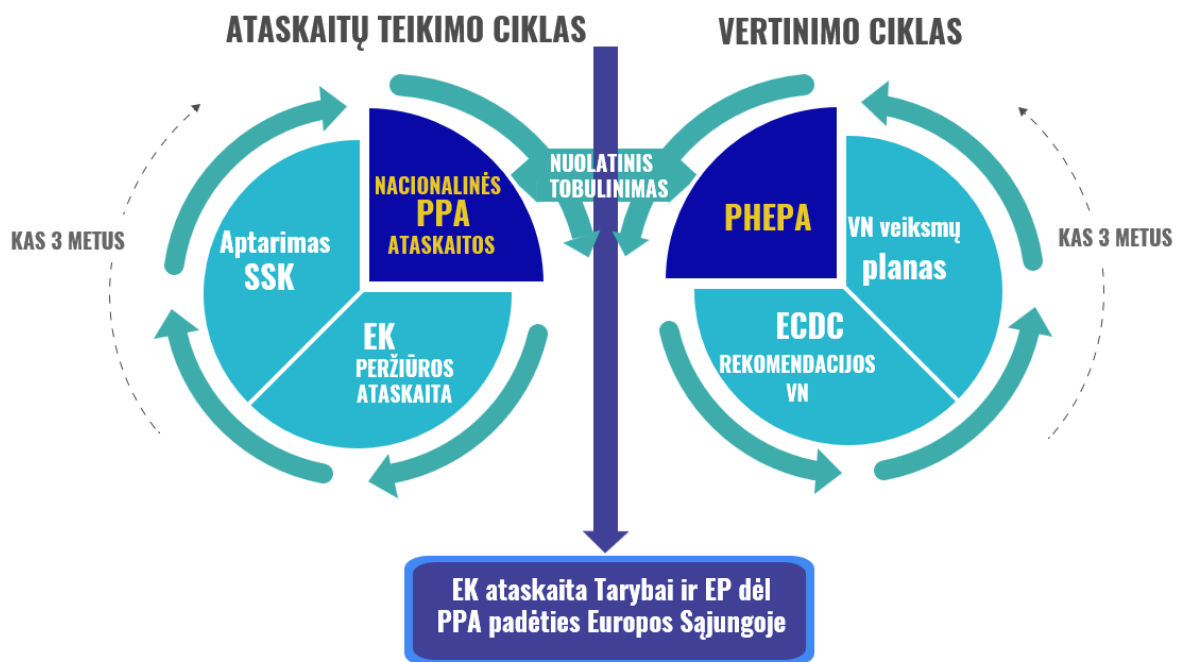 ATASKAITŲ TEIKIMO CIKLAS
VERTINIMO CIKLAS
KAS 3 METUS
Aptarimas
SSK
NACIONALINĖS
PPA
ATASKAITOS
EK
PERŽIŪROS
ATASKAITA
NUOLATINIS
TOBULINIMAS
PHEPA
VN veiksmų
planas
ECDC
REKOMENDACIJOS
VN
KAS 3 METUS
EK ataskaita Tarybai ir EP dėl
PPA padėties Europos Sąjungoje